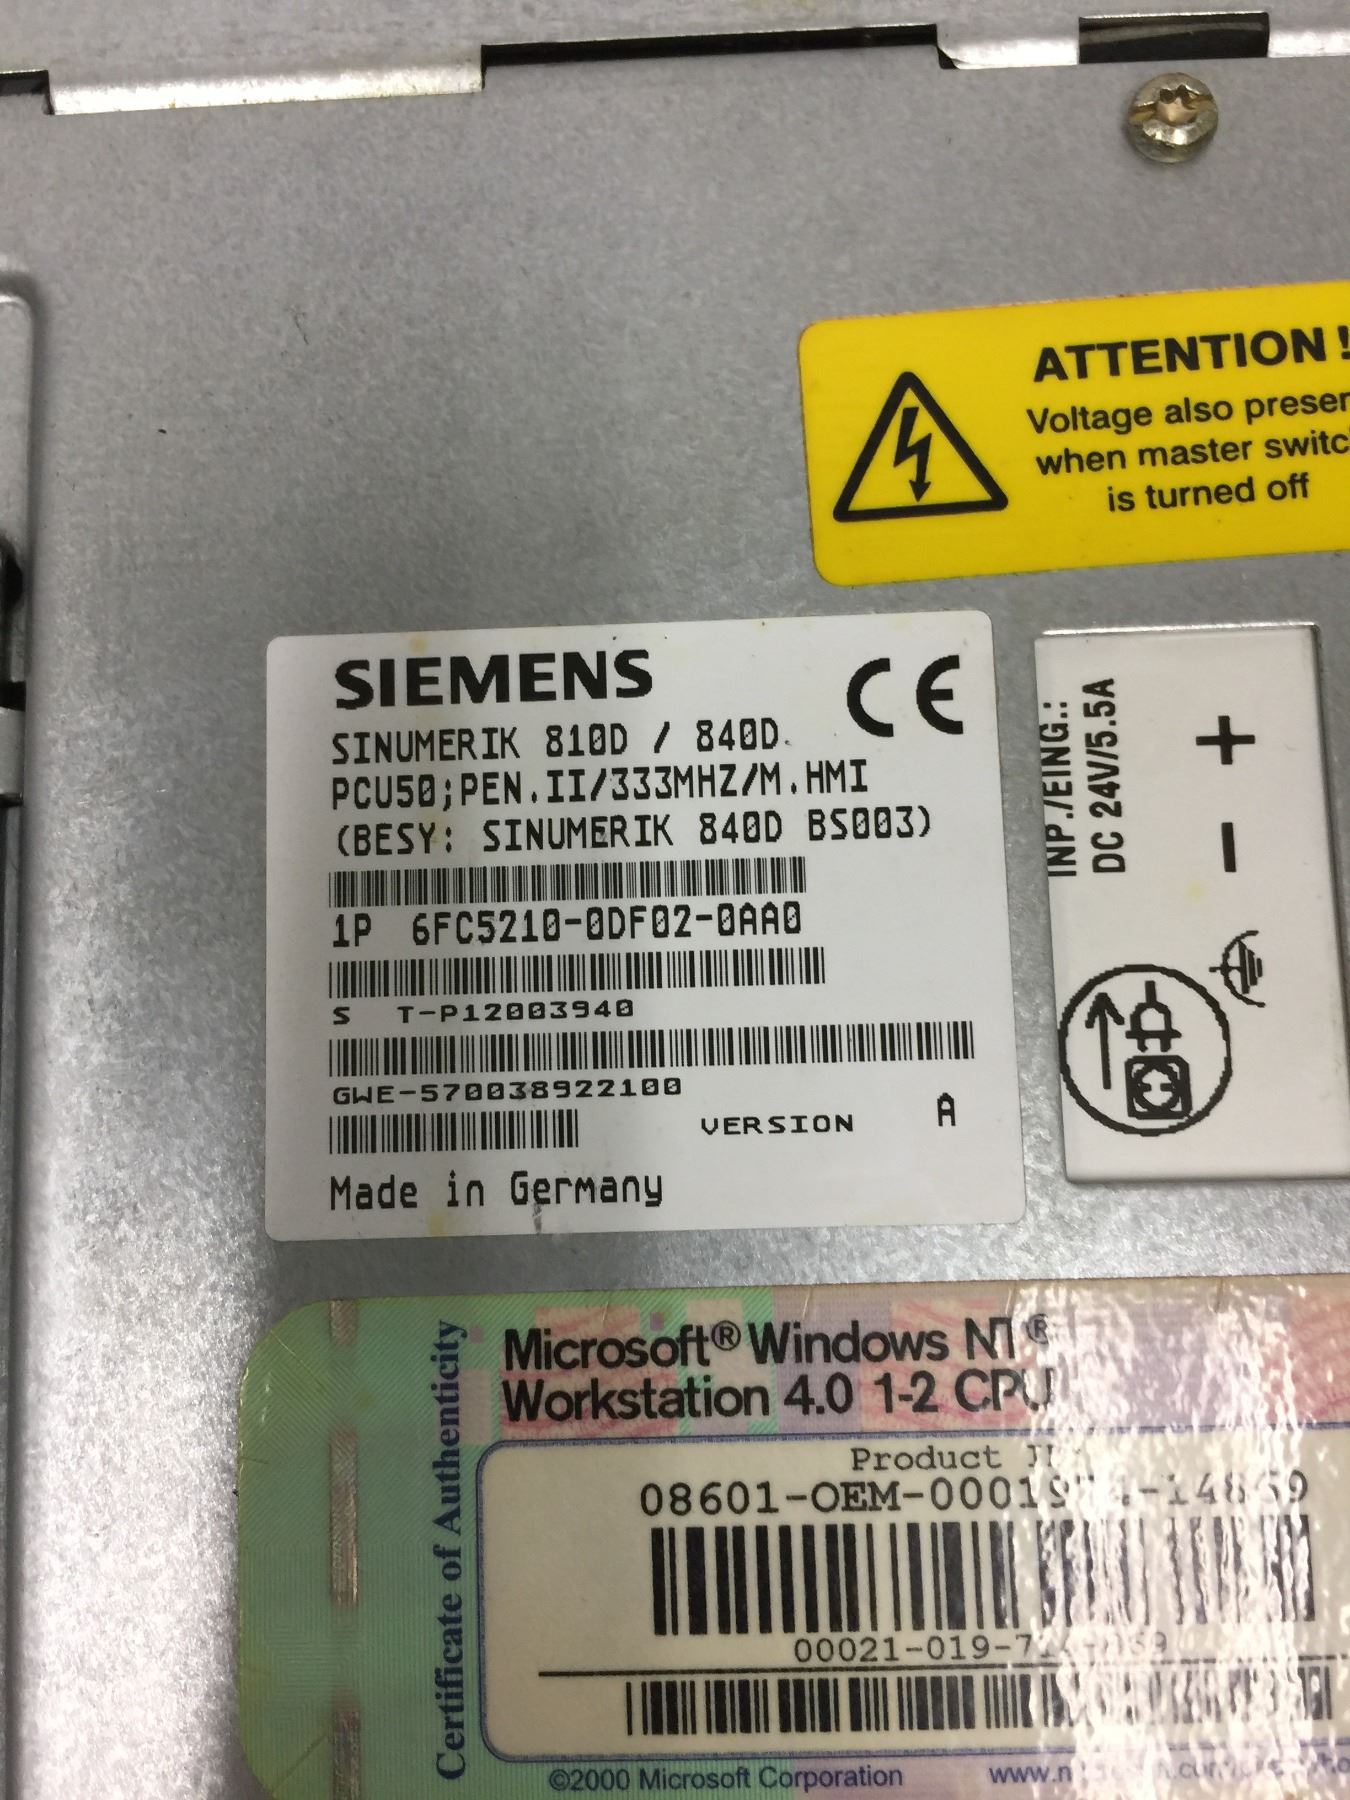 ATTENTION!
Voltage also
when master
is turned off
SIEMENS
CE
SINUMERIK 810D / 840D.
PCU50;PEN.II/333MHZ/M.HMI
(BESY: SINUMERIK 840D BS003)
1P 6FC5210-0DF02-0AA0
S T-P12003940
GWE-570038922100
VERSION A
Made in Germany
INP./EING.:
DC 24V/5.5A
+
-
Certificate of Authenticity
Microsoft® Windows NT®
Workstation 4.0 1-2 CPU
Product
©2000 Microsoft Corporation